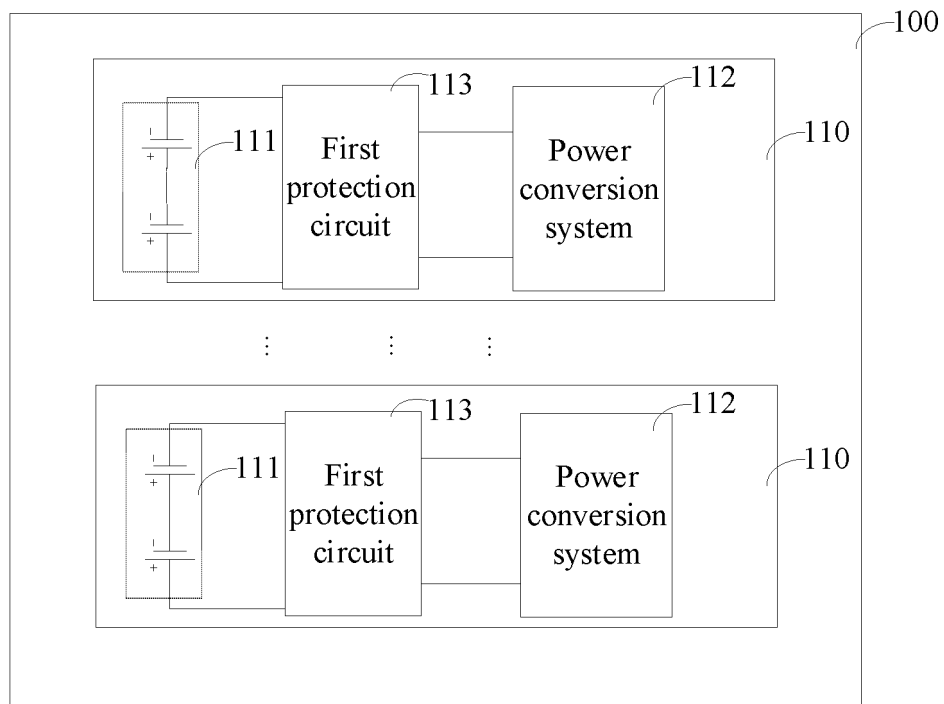 100
113
112
111
110
-
+
-
+
First
protection
circuit
Power
conversion
system
113
112
111
110
-
+
-
+
First
protection
circuit
Power
conversion
system